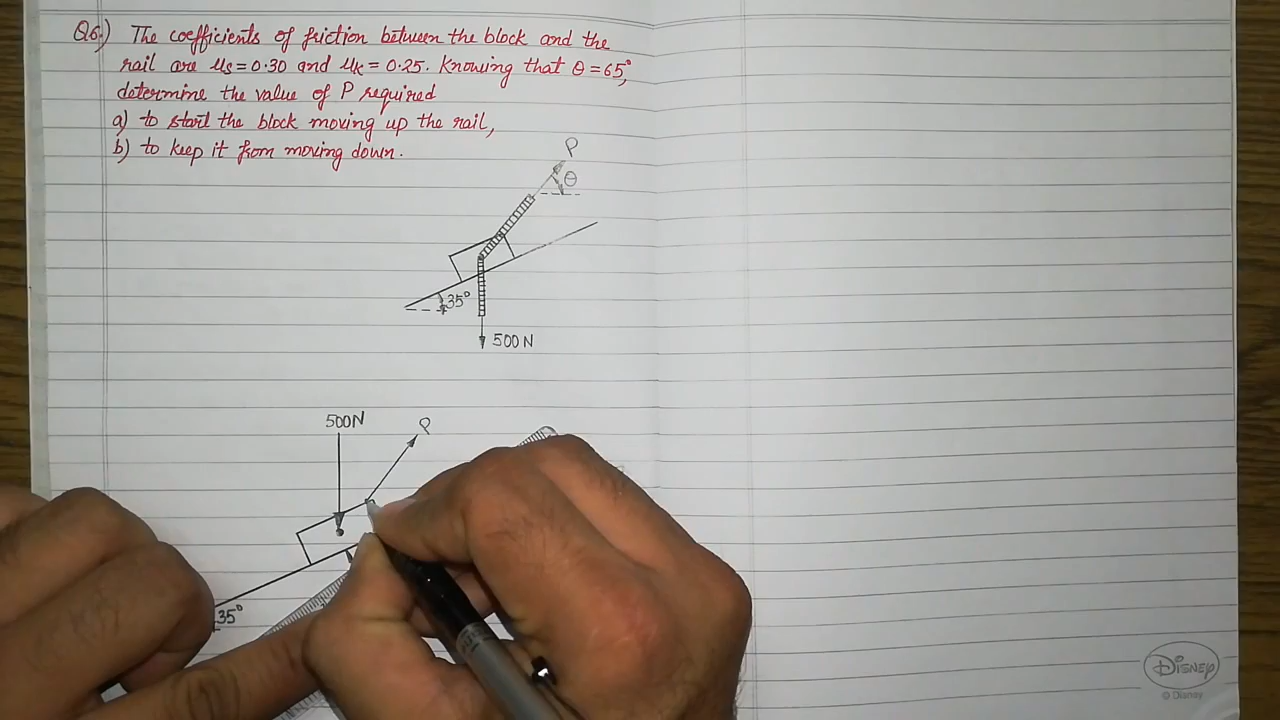 Q6.) The coefficients of friction between the block and the
rail are μs = 0.30 and μk = 0.25. Knowing that θ = 65°,
determine the value of P required
a) to start the block moving up the rail,
b) to keep it from moving down.
P
θ
35°
500N
500N
P
35°
DISNEY
© Disney